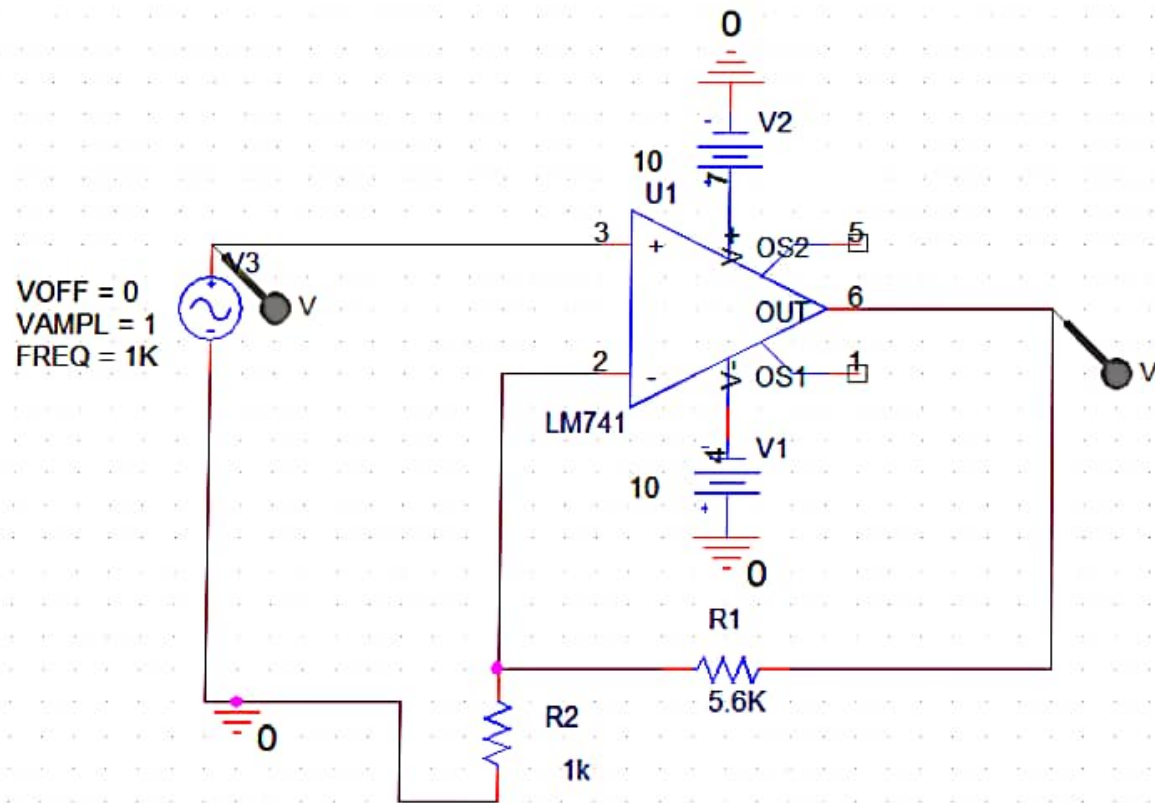 0
-
V2
10
+
7
U1
3
+
V+
OS2
5
V3
V
VOFF = 0
VAMPL = 1
FREQ = 1K
+
-
OUT
6
2
-
V-
OS1
1
V
LM741
-
4
V1
10
+
0
R1
5.6K
0
R2
1k